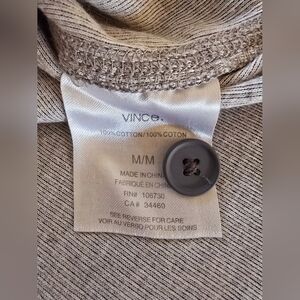 VINCE.
100% COTTON/100% COTON
M/M
MADE IN CHINA
FABRIQUÉ EN CHINE
RN# 106730
CA# 34460
SEE REVERSE FOR CARE
VOIR AU VERSO POUR LES SOINS